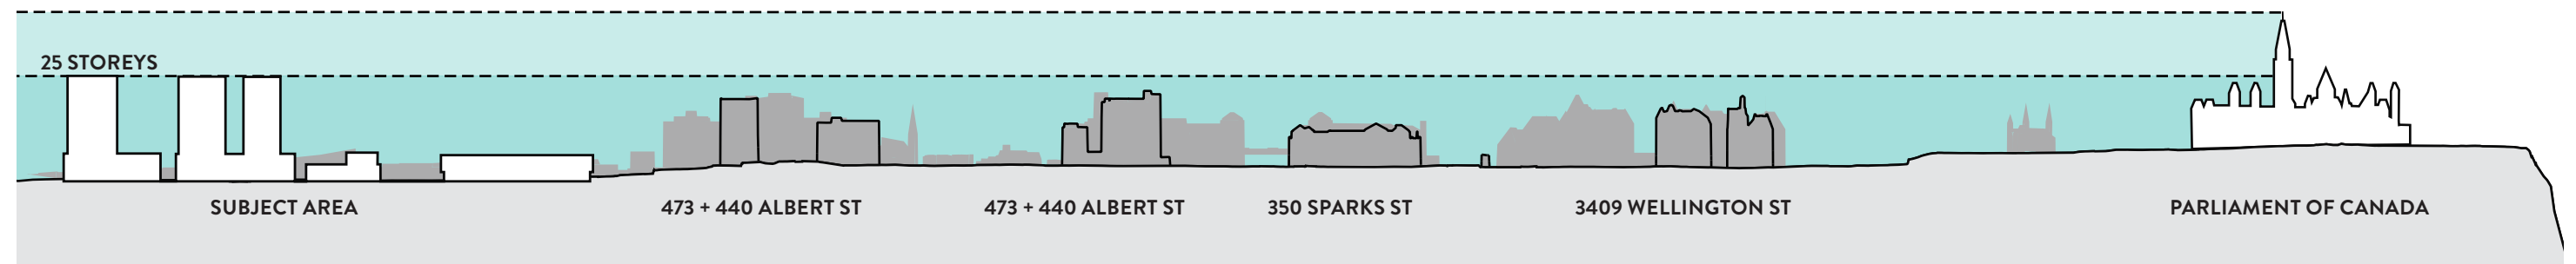 25 STOREYS
SUBJECT AREA
473 + 440 ALBERT ST
473 + 440 ALBERT ST
350 SPARKS ST
3409 WELLINGTON ST
PARLIAMENT OF CANADA